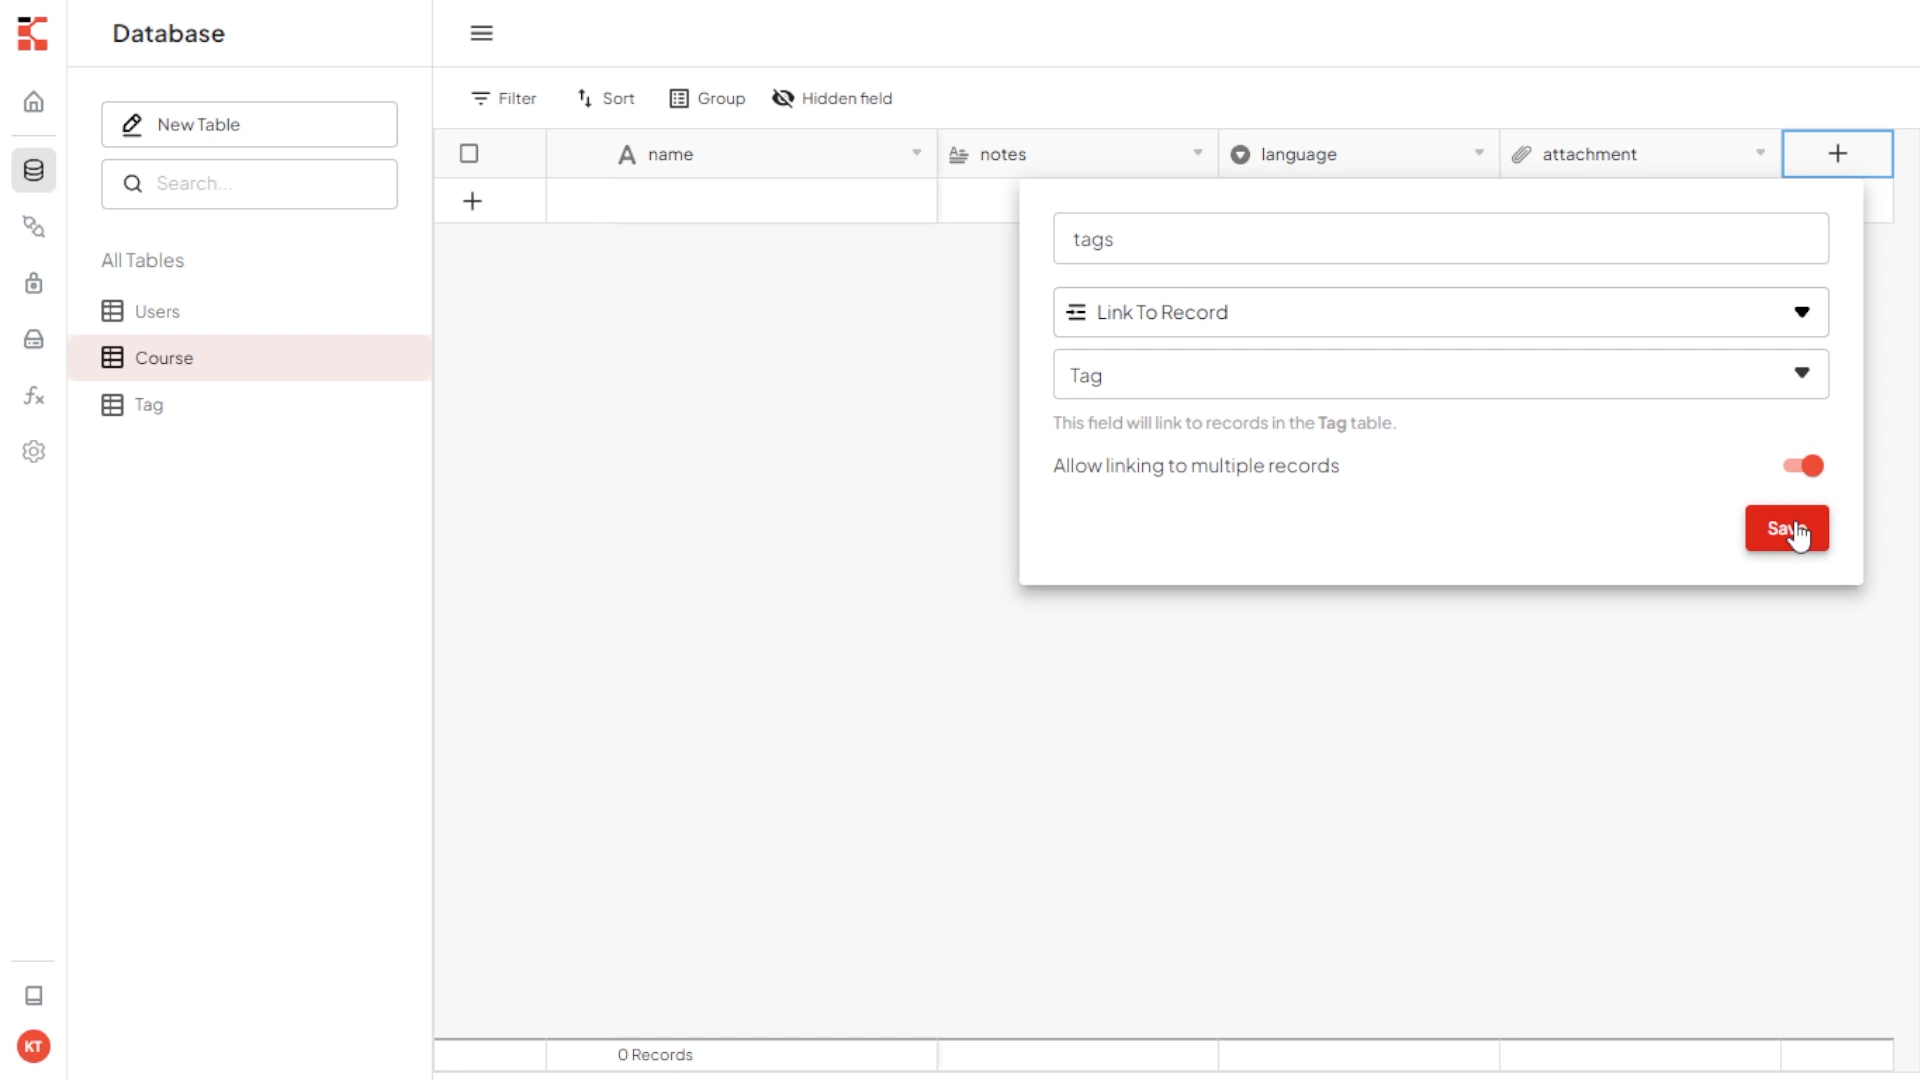 Database
New Table
Search...
All Tables
Users
Course
Tag
KT
Filter
Sort
Group
Hidden field
name
notes
language
attachment
tags
Link To Record
Tag
This field will link to records in the Tag table.
Allow linking to multiple records
Save
0 Records